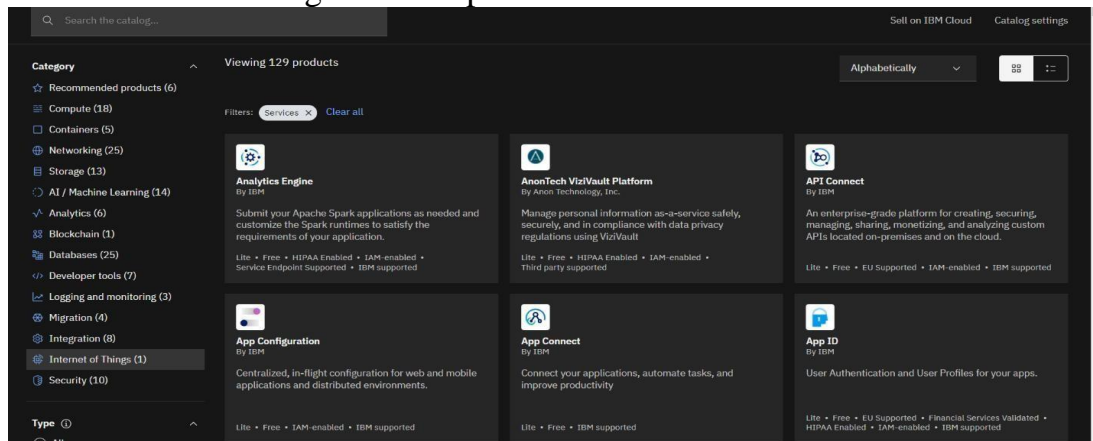 Search the catalog...
Sell on IBM Cloud
Catalog settings
Category
Recommended products (6)
Compute (18)
Containers (5)
Networking (25)
Storage (13)
AI / Machine Learning (14)
Analytics (6)
Blockchain (1)
Databases (25)
Developer tools (7)
Logging and monitoring (3)
Migration (4)
Integration (8)
Internet of Things (1)
Security (10)
Type
Viewing 129 products
Alphabetically
Filters: Services × Clear all
Analytics Engine
By IBM
Submit your Apache Spark applications as needed and
customize the Spark runtimes to satisfy the
requirements of your application.
Lite • Free • HIPAA Enabled • IAM-enabled •
Service Endpoint Supported • IBM supported
AnonTech ViziVault Platform
By Anon Technology, Inc.
Manage personal information as-a-service safely,
securely, and in compliance with data privacy
regulations using ViziVault
Lite • Free • HIPAA Enabled • IAM-enabled •
Third party supported
API Connect
By IBM
An enterprise-grade platform for creating, securing,
managing, sharing, monetizing, and analyzing custom
APIs located on-premises and on the cloud.
Lite • Free • EU Supported • IAM-enabled • IBM supported
App Configuration
By IBM
Centralized, in-flight configuration for web and mobile
applications and distributed environments.
Lite • Free • IAM-enabled • IBM supported
App Connect
By IBM
Connect your applications, automate tasks, and
improve productivity
Lite • Free • IBM supported
App ID
By IBM
User Authentication and User Profiles for your apps.
Lite • Free • EU Supported • Financial Services Validated •
HIPAA Enabled • IAM-enabled • IBM supported